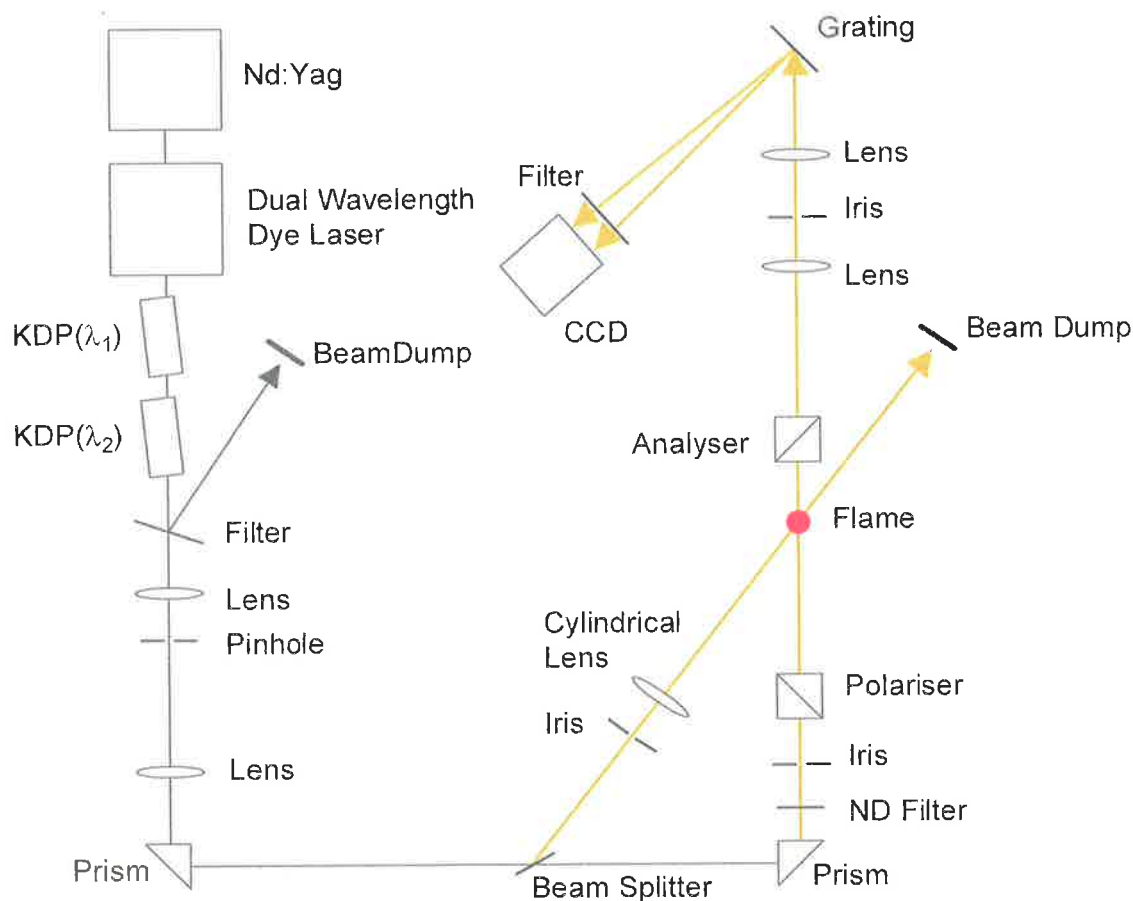 Grating
Nd:Yag
Lens
Filter
Dual Wavelength
Dye Laser
Iris
Lens
KDP(λ₁)
CCD
Beam Dump
BeamDump
KDP(λ₂)
Analyser
Filter
Flame
Lens
Cylindrical
Lens
Pinhole
Polariser
Iris
Lens
Iris
ND Filter
Prism
Beam Splitter
Prism